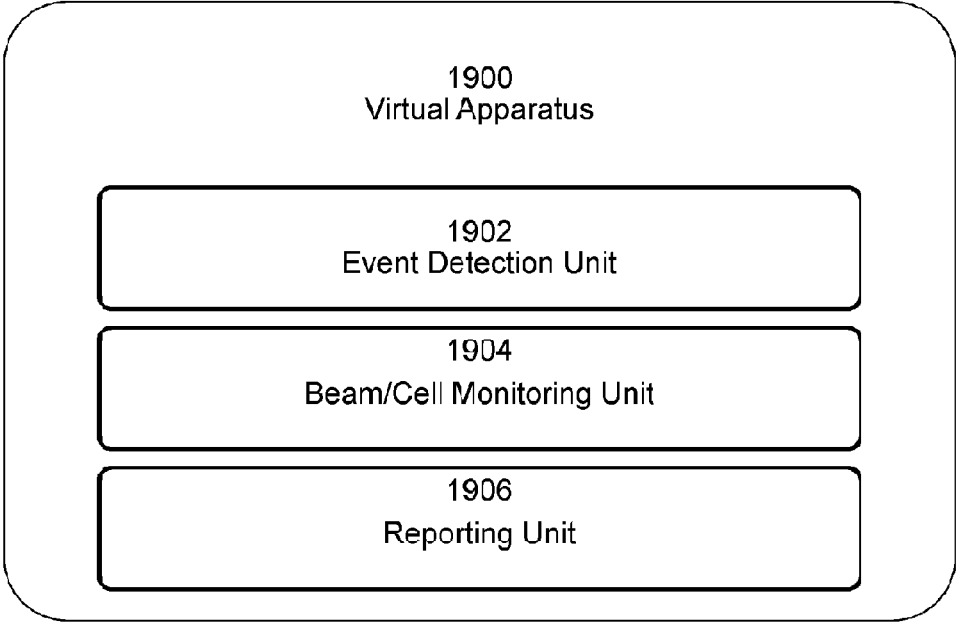 1900
Virtual Apparatus
1902
Event Detection Unit
1904
Beam/Cell Monitoring Unit
1906
Reporting Unit